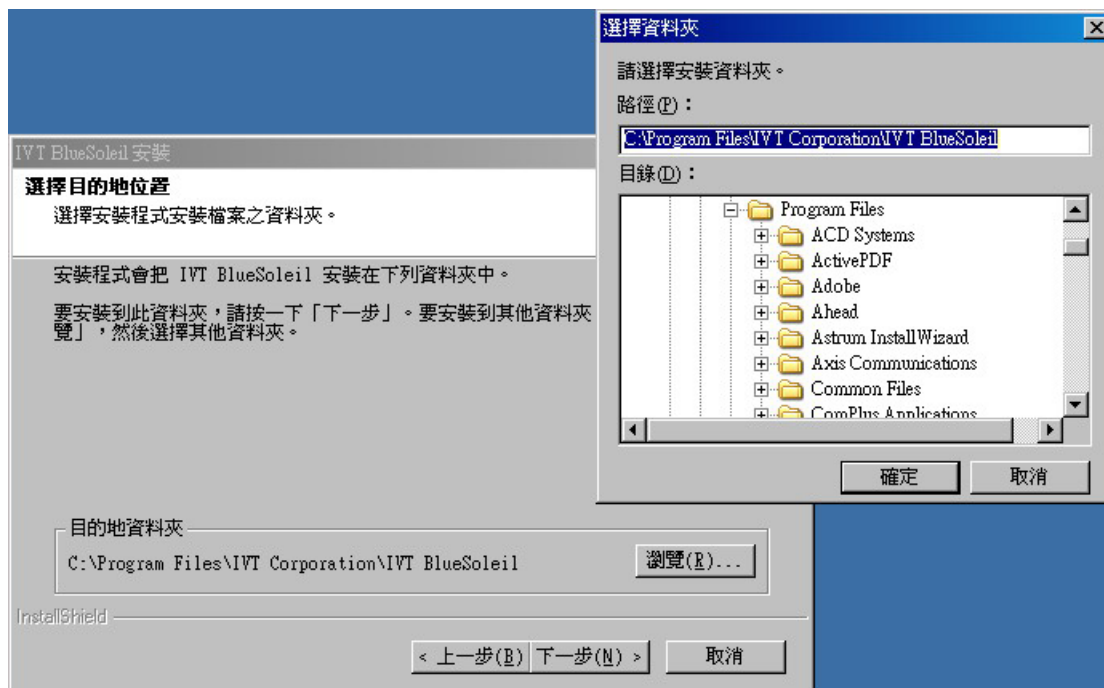 選擇資料夾
請選擇安裝資料夾。
路徑(P)：
C:\Program Files\IVT Corporation\IVT BlueSoleil
目錄(D)：
Program Files
ACD Systems
ActivePDF
Adobe
Ahead
Astrum InstallWizard
Axis Communications
Common Files
ComPlus Applications
確定
取消
IVT BlueSoleil 安裝
選擇目的地位置
選擇安裝程式安裝檔案之資料夾。
安裝程式會把 IVT BlueSoleil 安裝在下列資料夾中。
要安裝到此資料夾，請按一下「下一步」。要安裝到其他資料夾
覽」，然後選擇其他資料夾。
目的地資料夾
C:\Program Files\IVT Corporation\IVT BlueSoleil
瀏覽(R)...
InstallShield
< 上一步(B)
下一步(N) >
取消